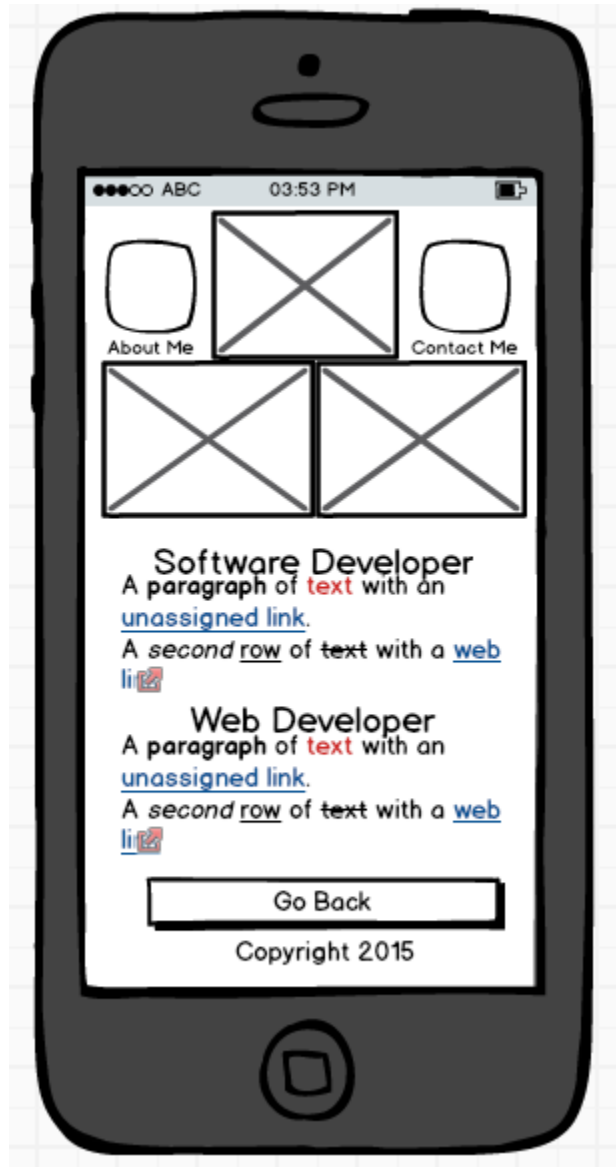 ABC 03:53 PM
About Me Contact Me
Software Developer
A paragraph of text with an
unassigned link.
A second row of text with a web
li
Web Developer
A paragraph of text with an
unassigned link.
A second row of text with a web
li
Go Back
Copyright 2015